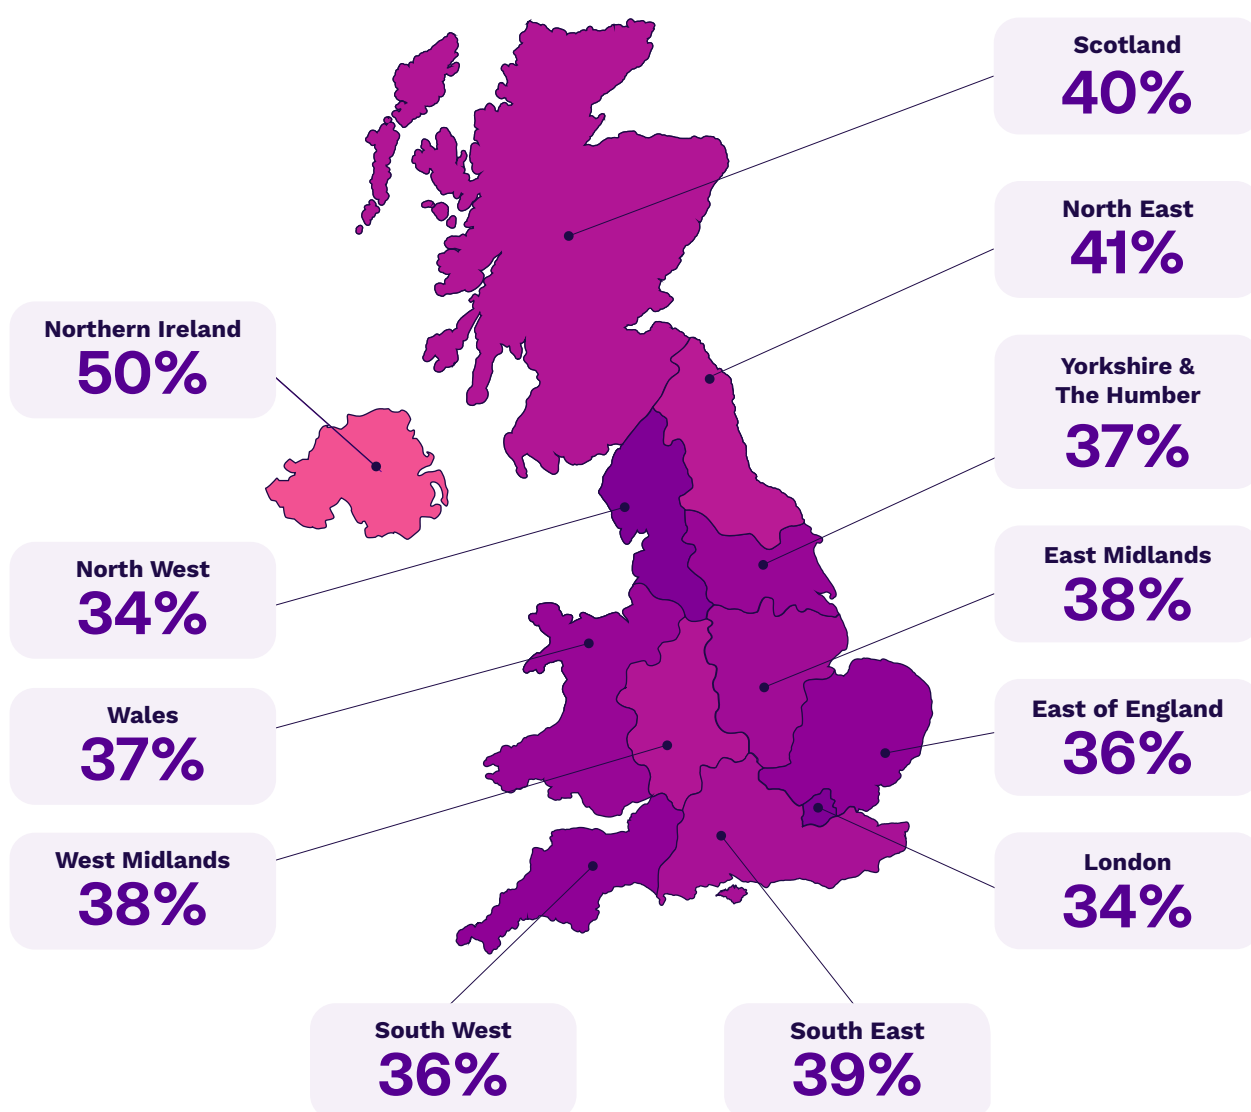 Scotland
40%
North East
41%
Northern Ireland
50%
Yorkshire &
The Humber
37%
North West
34%
East Midlands
38%
Wales
37%
East of England
36%
West Midlands
38%
London
34%
South West
36%
South East
39%